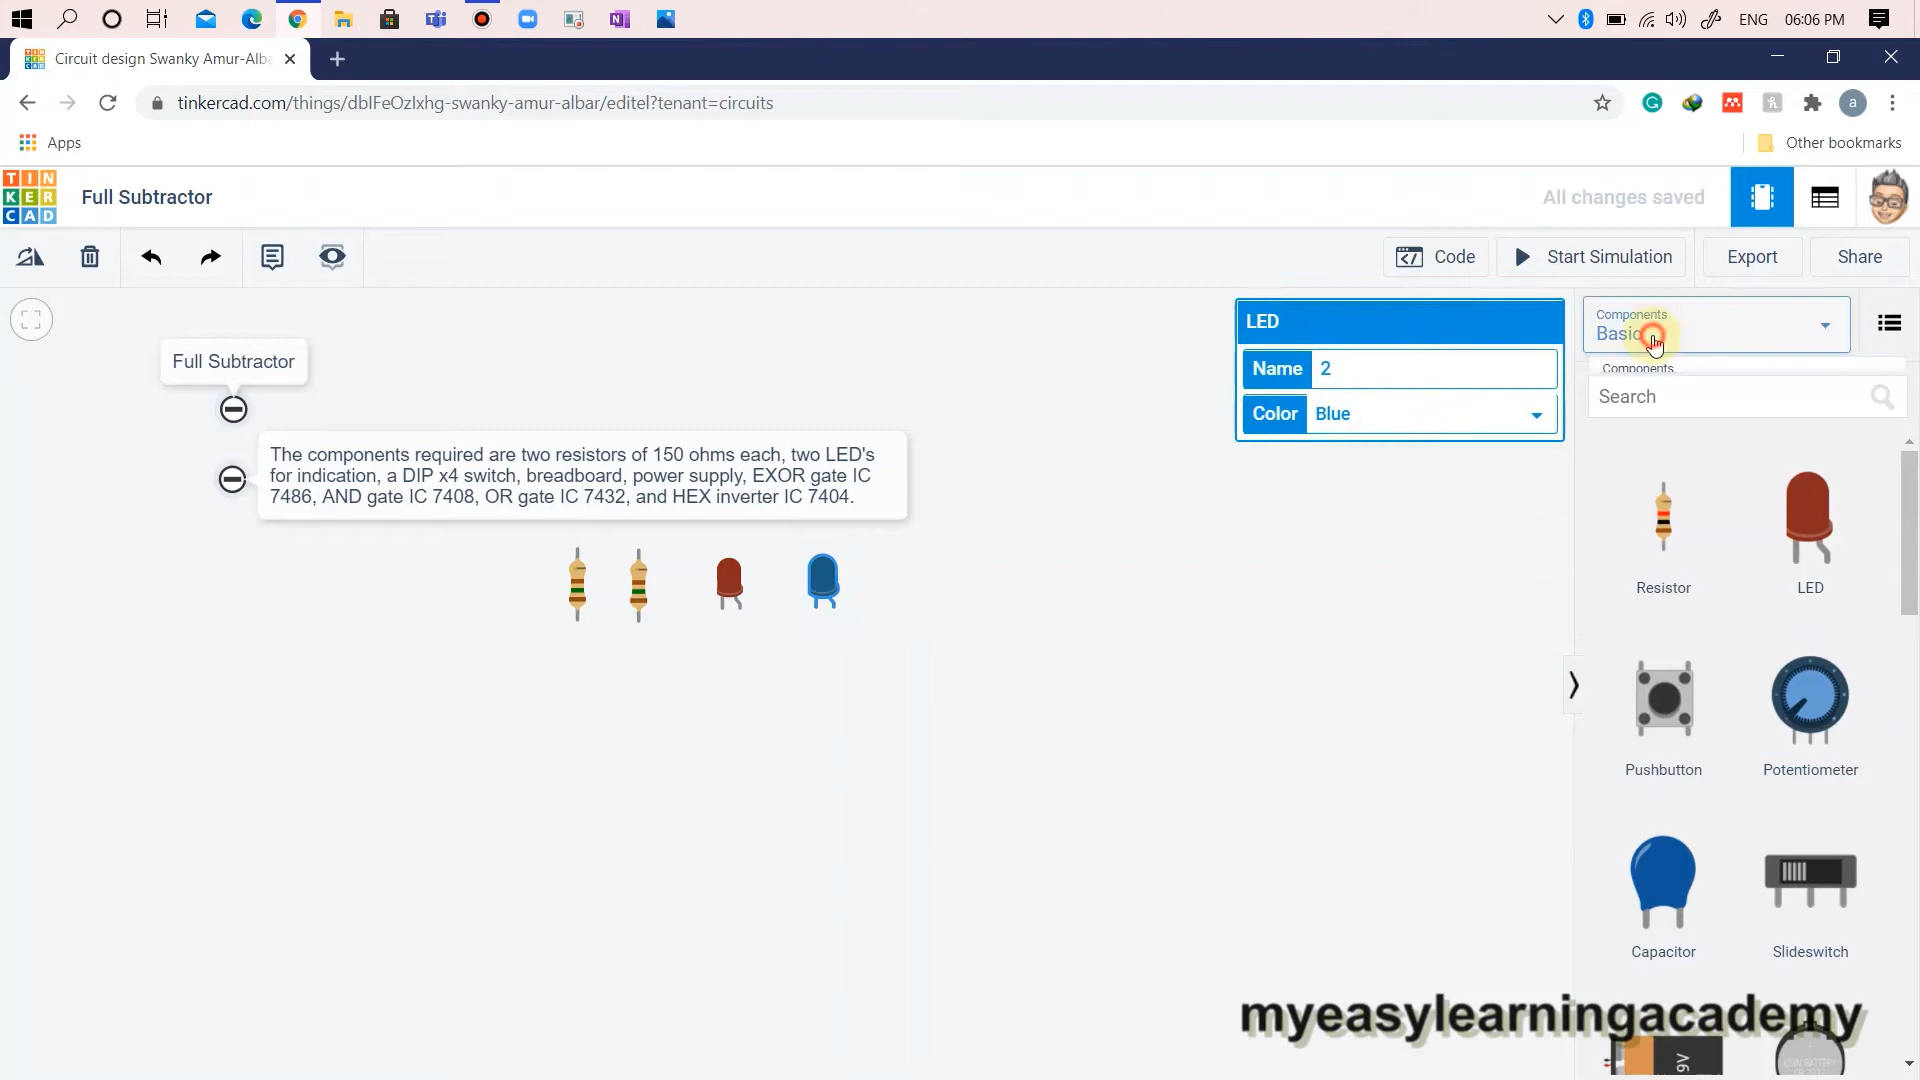 ENG 06:06 PM
Circuit design Swanky Amur-Alba
tinkercad.com/things/dbIFeOzIxhg-swanky-amur-albar/editel?tenant=circuits
a
Apps
Other bookmarks
TIN
KER
CAD
Full Subtractor
All changes saved
Code
Start Simulation
Export
Share
Full Subtractor
The components required are two resistors of 150 ohms each, two LED's
for indication, a DIP x4 switch, breadboard, power supply, EXOR gate IC
7486, AND gate IC 7408, OR gate IC 7432, and HEX inverter IC 7404.
LED
Name 2
Color Blue
Components
Basic
Components
Search
Resistor
LED
Pushbutton
Potentiometer
Capacitor
Slideswitch
myeasylearningacademy
9V